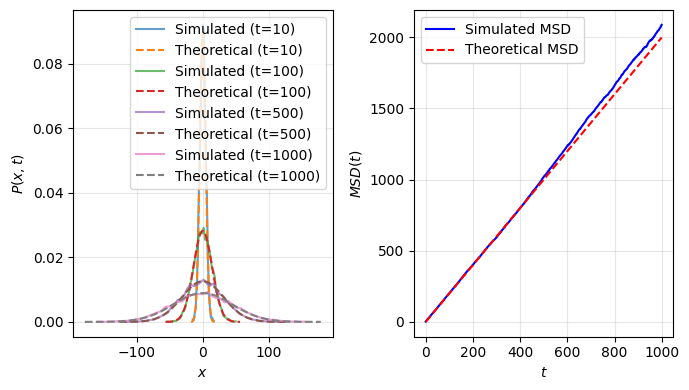 Simulated (t=10)
Theoretical (t=10)
Simulated (t=100)
Theoretical (t=100)
Simulated (t=500)
Theoretical (t=500)
Simulated (t=1000)
Theoretical (t=1000)
0.08
0.06
0.04
0.02
0.00
P(x, t)
−100
0
100
x
Simulated MSD
Theoretical MSD
2000
1500
1000
500
0
MSD(t)
0
200
400
600
800
1000
t